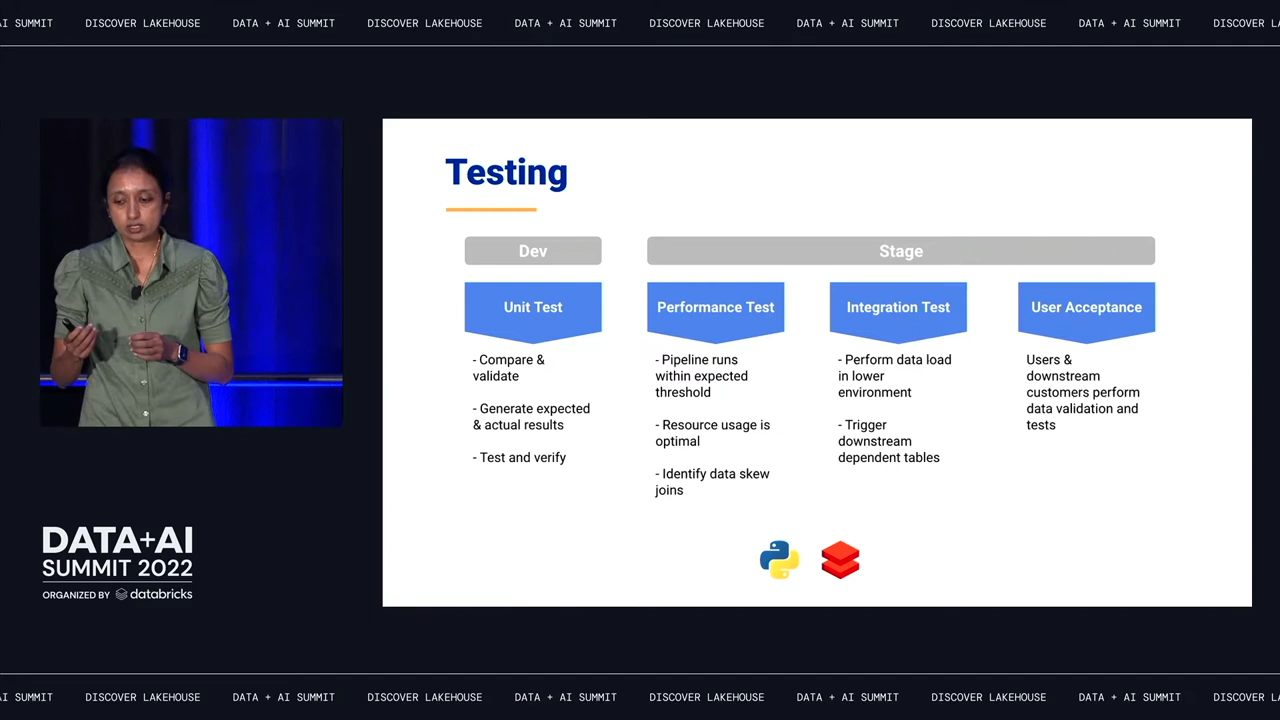 AI SUMMIT DISCOVER LAKEHOUSE DATA + AI SUMMIT DISCOVER LAKEHOUSE DATA + AI SUMMIT DISCOVER LAKEHOUSE DATA + AI SUMMIT DISCOVER LAKEHOUSE DATA + AI SUMMIT DISCOVER
Testing
Dev
Stage
Unit Test
Performance Test
Integration Test
User Acceptance
- Compare &
validate
- Generate expected
& actual results
- Test and verify
- Pipeline runs
within expected
threshold
- Resource usage is
optimal
- Identify data skew
joins
- Perform data load
in lower
environment
- Trigger
downstream
dependent tables
Users &
downstream
customers perform
data validation and
tests
DATA+AI
SUMMIT 2022
ORGANIZED BY databricks
AI SUMMIT DISCOVER LAKEHOUSE DATA + AI SUMMIT DISCOVER LAKEHOUSE DATA + AI SUMMIT DISCOVER LAKEHOUSE DATA + AI SUMMIT DISCOVER LAKEHOUSE DATA + AI SUMMIT DISCOVER